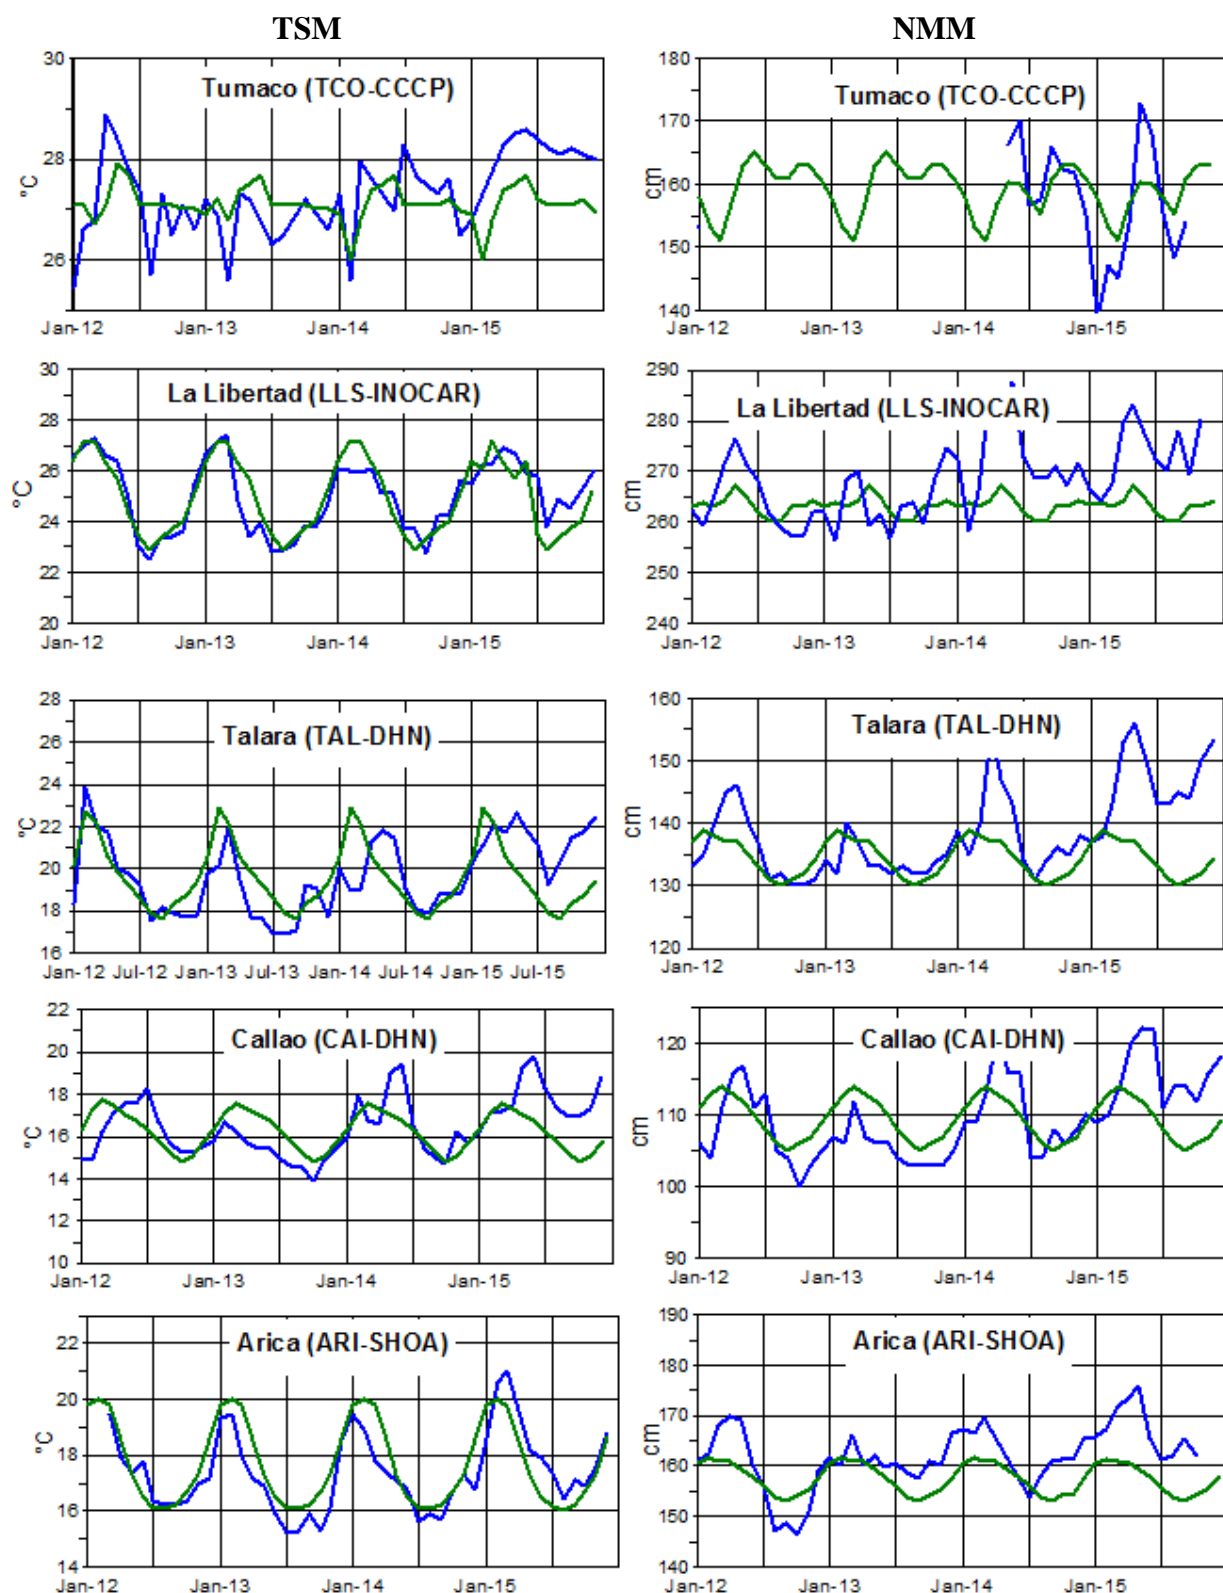 TSM
NMM
30
28
26
°C
Tumaco (TCO-CCCP)
Jan-12 Jan-13 Jan-14 Jan-15
180
170
160
150
140
cm
Tumaco (TCO-CCCP)
Jan-12 Jan-13 Jan-14 Jan-15
30
28
26
24
22
20
°C
La Libertad (LLS-INOCAR)
Jan-12 Jan-13 Jan-14 Jan-15
290
280
270
260
250
240
cm
La Libertad (LLS-INOCAR)
Jan-12 Jan-13 Jan-14 Jan-15
28
26
24
22
20
18
16
°C
Talara (TAL-DHN)
Jan-12 Jul-12 Jan-13 Jul-13 Jan-14 Jul-14 Jan-15 Jul-15
160
150
140
130
120
cm
Talara (TAL-DHN)
Jan-12 Jan-13 Jan-14 Jan-15
22
20
18
16
14
12
10
°C
Callao (CAI-DHN)
Jan-12 Jan-13 Jan-14 Jan-15
120
110
100
90
cm
Callao (CAI-DHN)
Jan-12 Jan-13 Jan-14 Jan-15
22
20
18
16
14
°C
Arica (ARI-SHOA)
Jan-12 Jan-13 Jan-14 Jan-15
190
180
170
160
150
140
cm
Arica (ARI-SHOA)
Jan-12 Jan-13 Jan-14 Jan-15